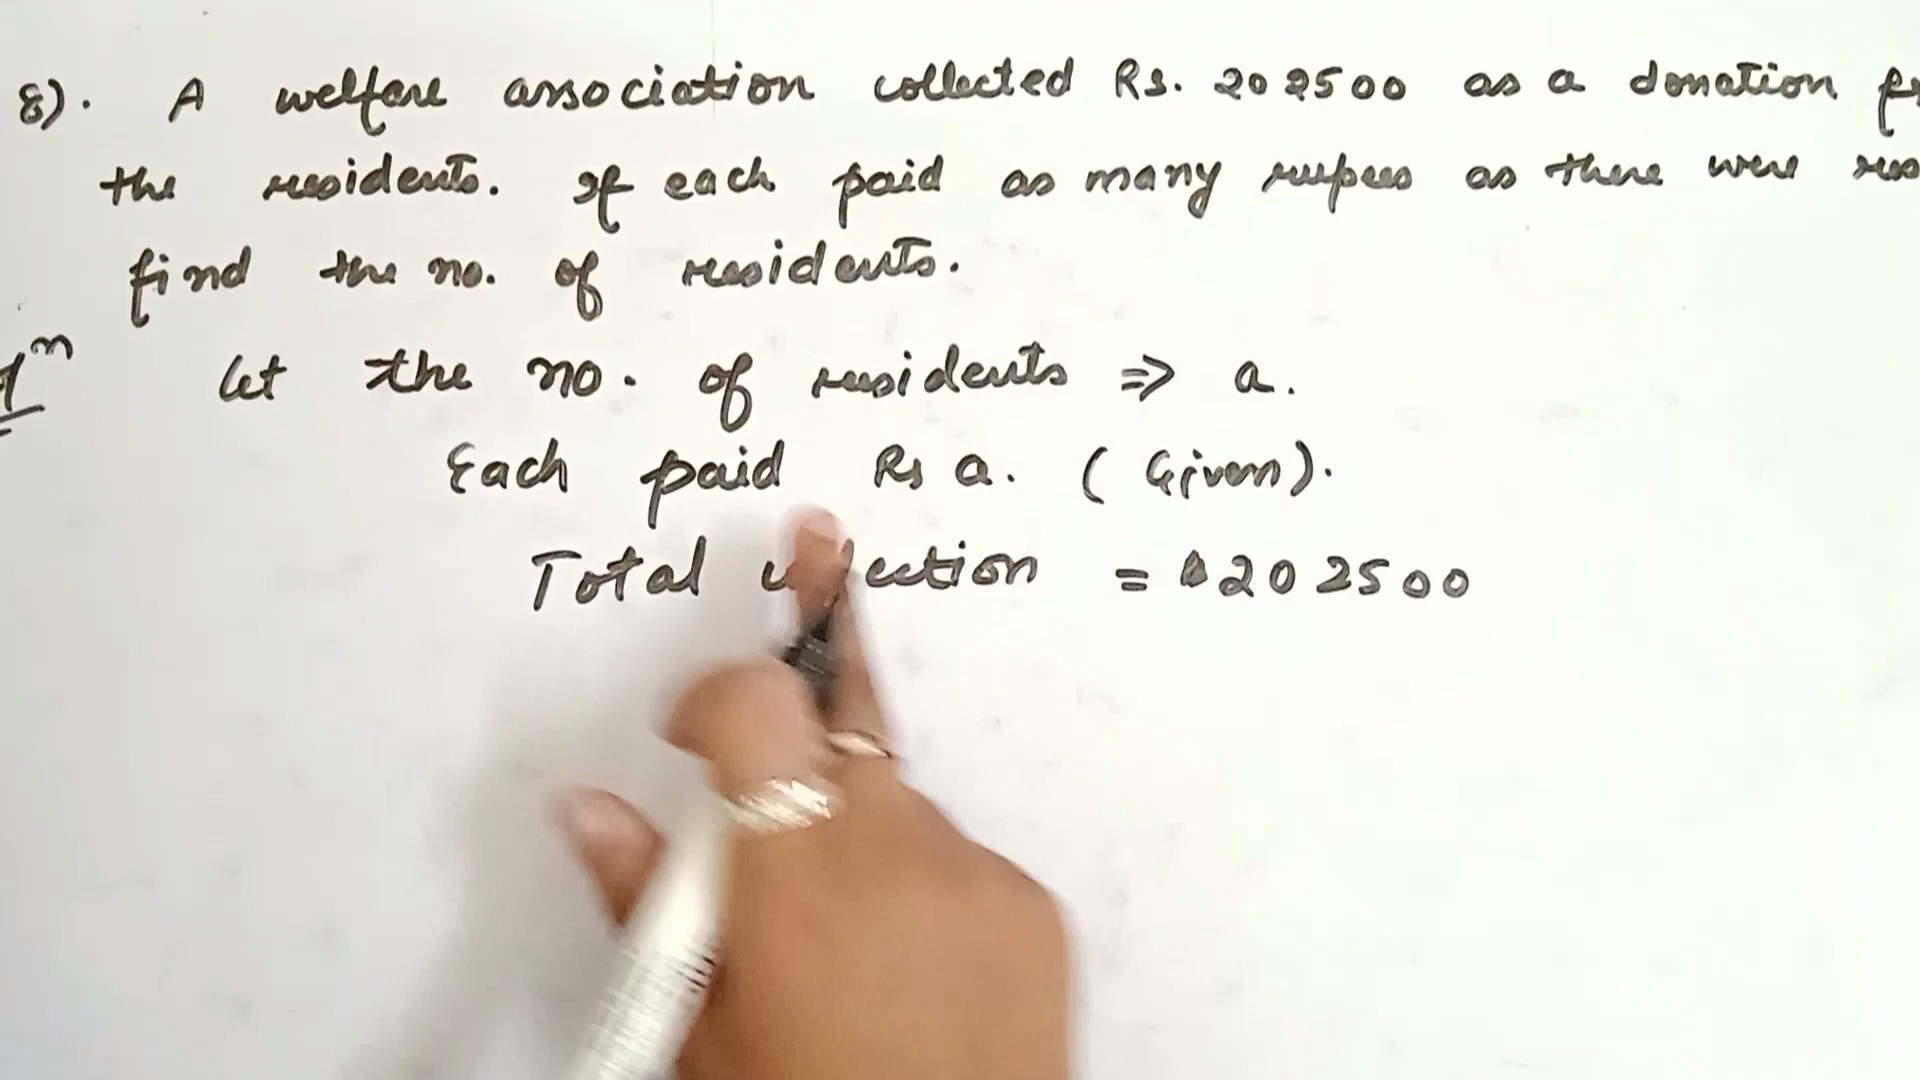 8). A welfare association collected Rs. 202500 as a donation
the residents. If each paid as many rupees as there were
find the no. of residents.
Let the no. of residents => a.
Each paid Rs a. (Given).
Total = 202500